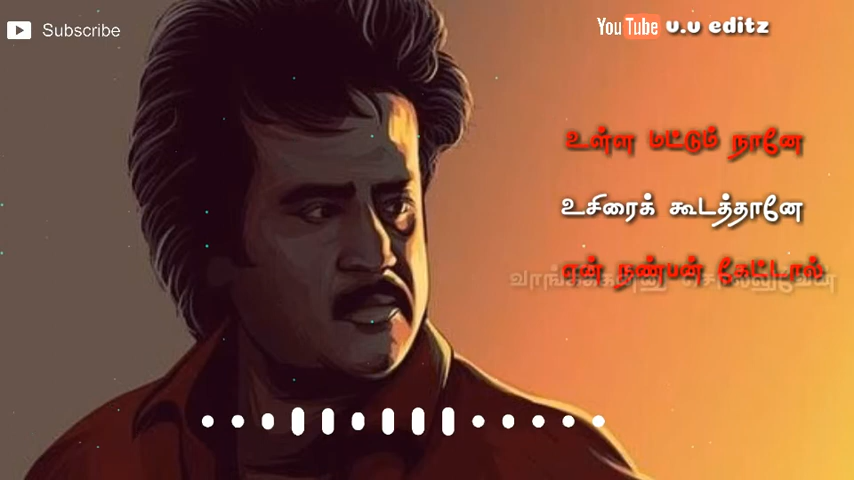 Subscribe
YouTube u.u editz
உள்ள மட்டும் நானே
உசிரைக் கூடத்தானே
என் நண்பன் கேட்டால்